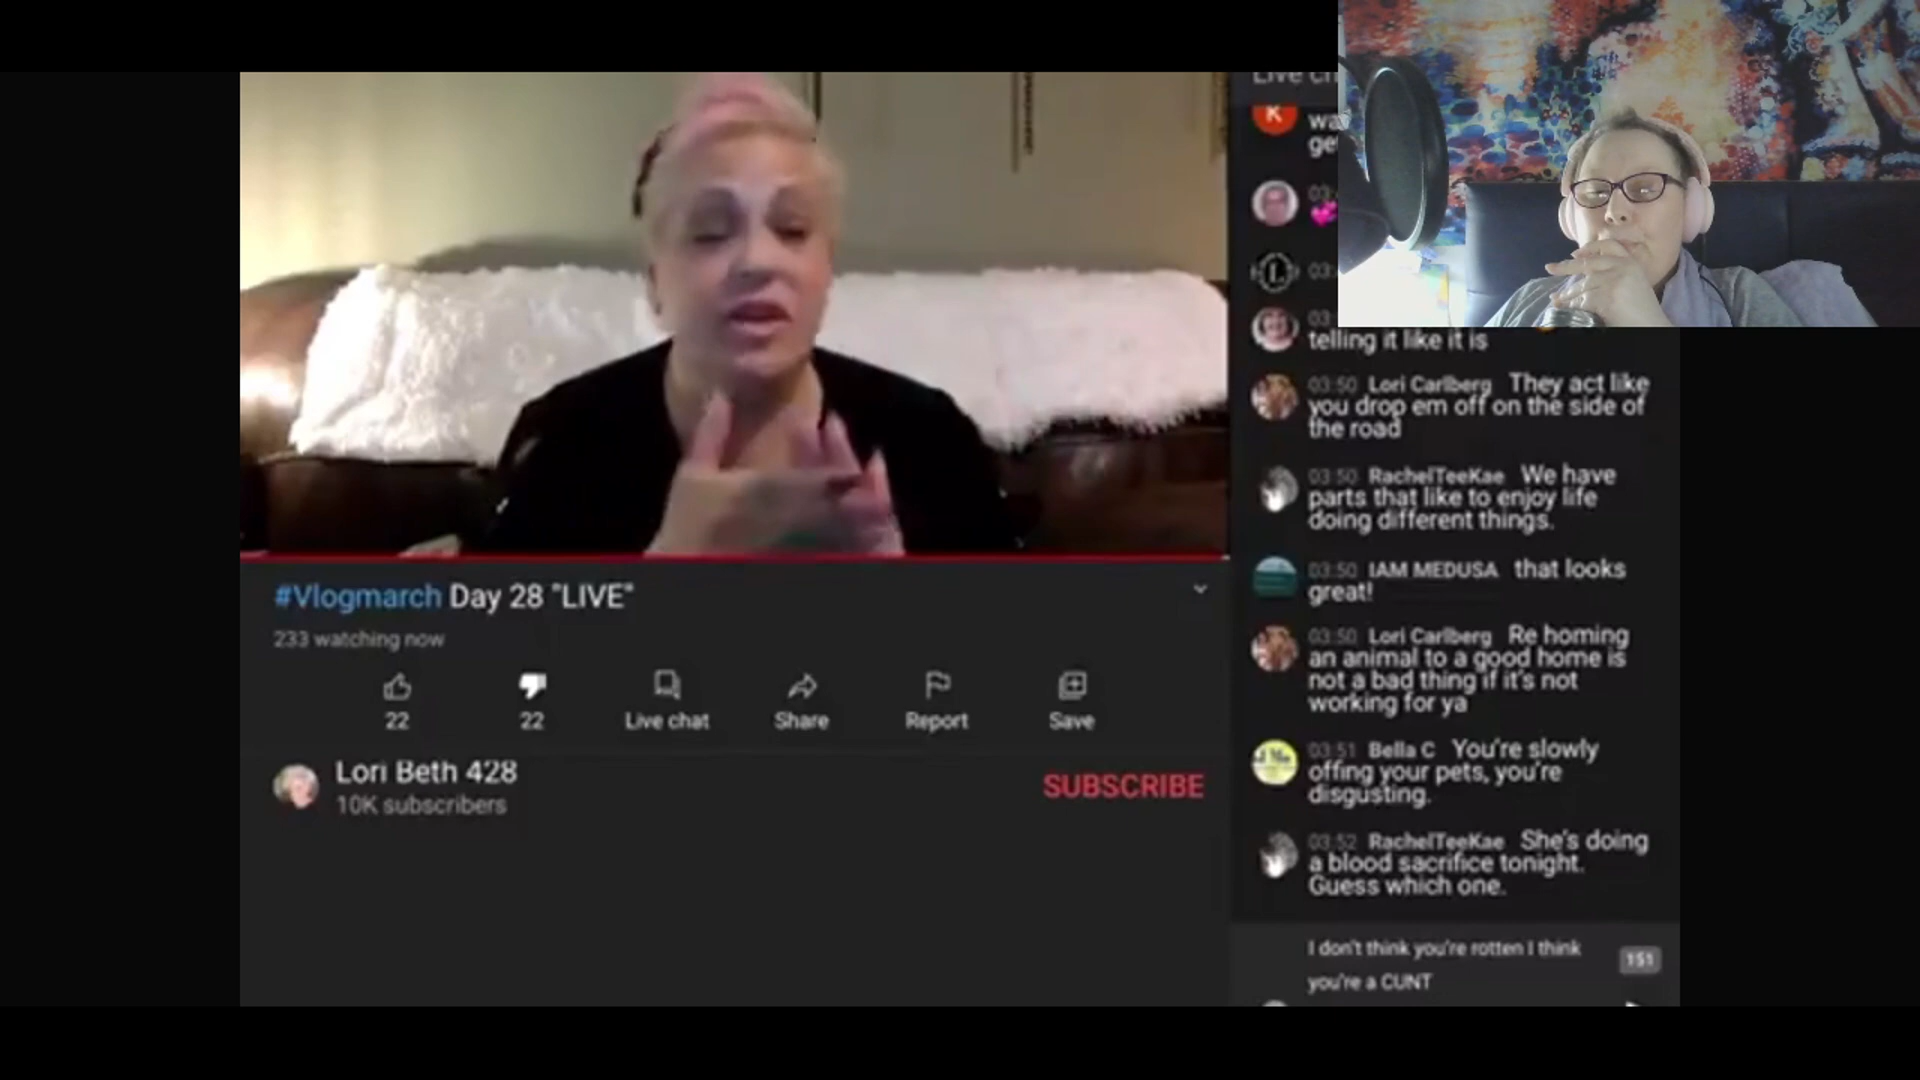 #Vlogmarch Day 28 "LIVE"
233 watching now
22
22
Live chat
Share
Report
Save
Lori Beth 428
10K subscribers
SUBSCRIBE
K
telling it like it is
03:50 Lori Carlberg They act like
you drop em off on the side of
the road
03:50 RachelTeeKae We have
parts that like to enjoy life
doing different things.
03:50 IAM MEDUSA that looks
great!
03:50 Lori Carlberg Re homing
an animal to a good home is
not a bad thing if it's not
working for ya
03:51 Bella C You're slowly
offing your pets, you're
disgusting.
03:52 RachelTeeKae She's doing
a blood sacrifice tonight.
Guess which one.
I don't think you're rotten I think
you're a CUNT
151